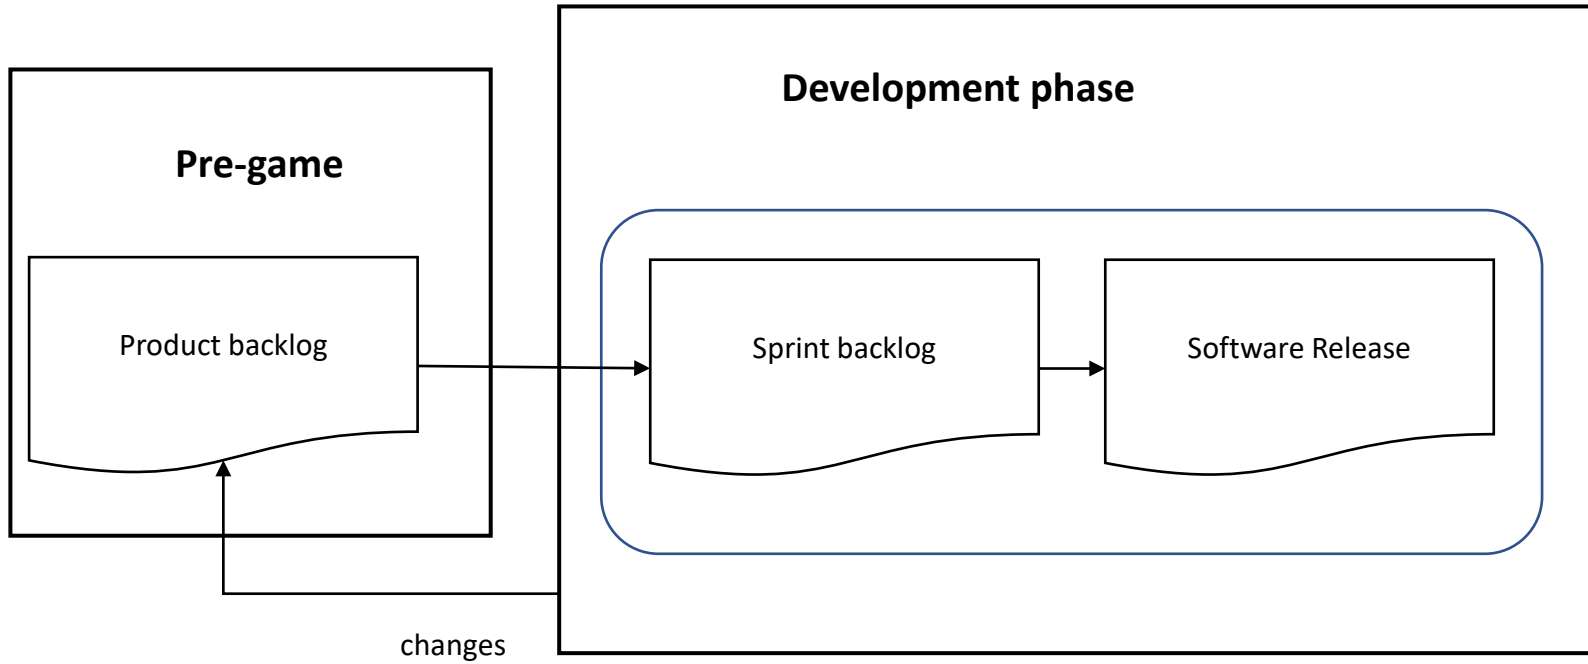 Development phase
Pre-game
Product backlog
Sprint backlog
Software Release
changes